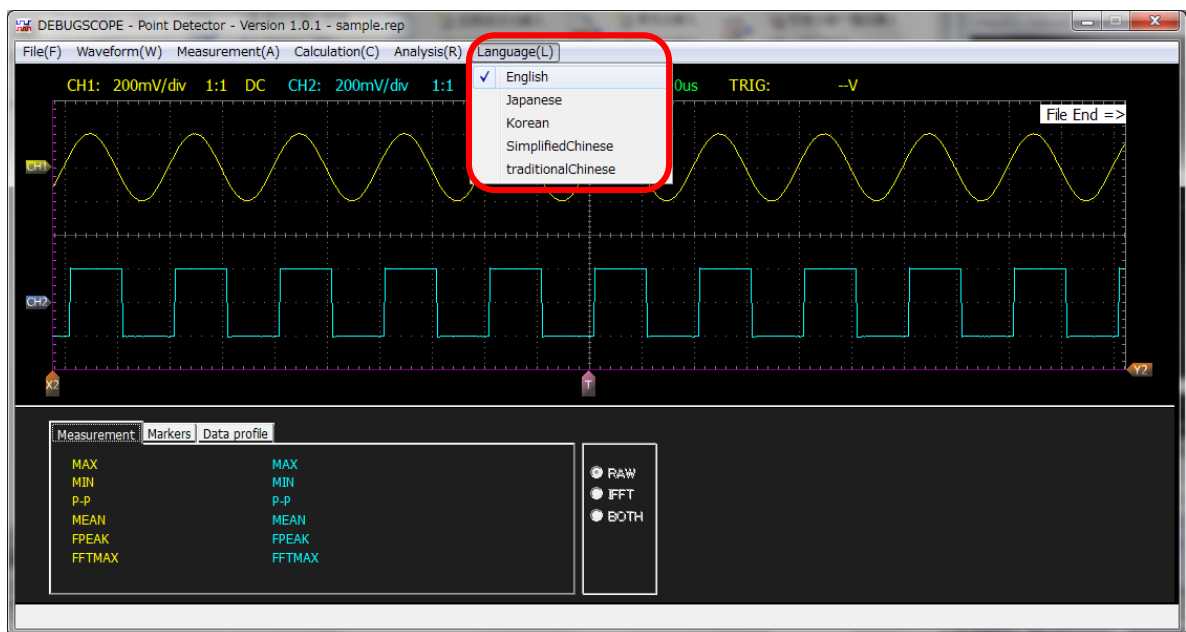 DEBUGSCOPE - Point Detector - Version 1.0.1 - sample.rep
File(F) Waveform(W) Measurement(A) Calculation(C) Analysis(R) Language(L)
English
Japanese
Korean
SimplifiedChinese
traditionalChinese
CH1: 200mV/div 1:1 DC CH2: 200mV/div 1:1 0us TRIG: --V
File End =>
CH1
CH2
X2 T Y2
Measurement Markers Data profile
MAX MAX
MIN MIN
P-P P-P
MEAN MEAN
FPEAK FPEAK
FFTMAX FFTMAX
RAW
IFFT
BOTH